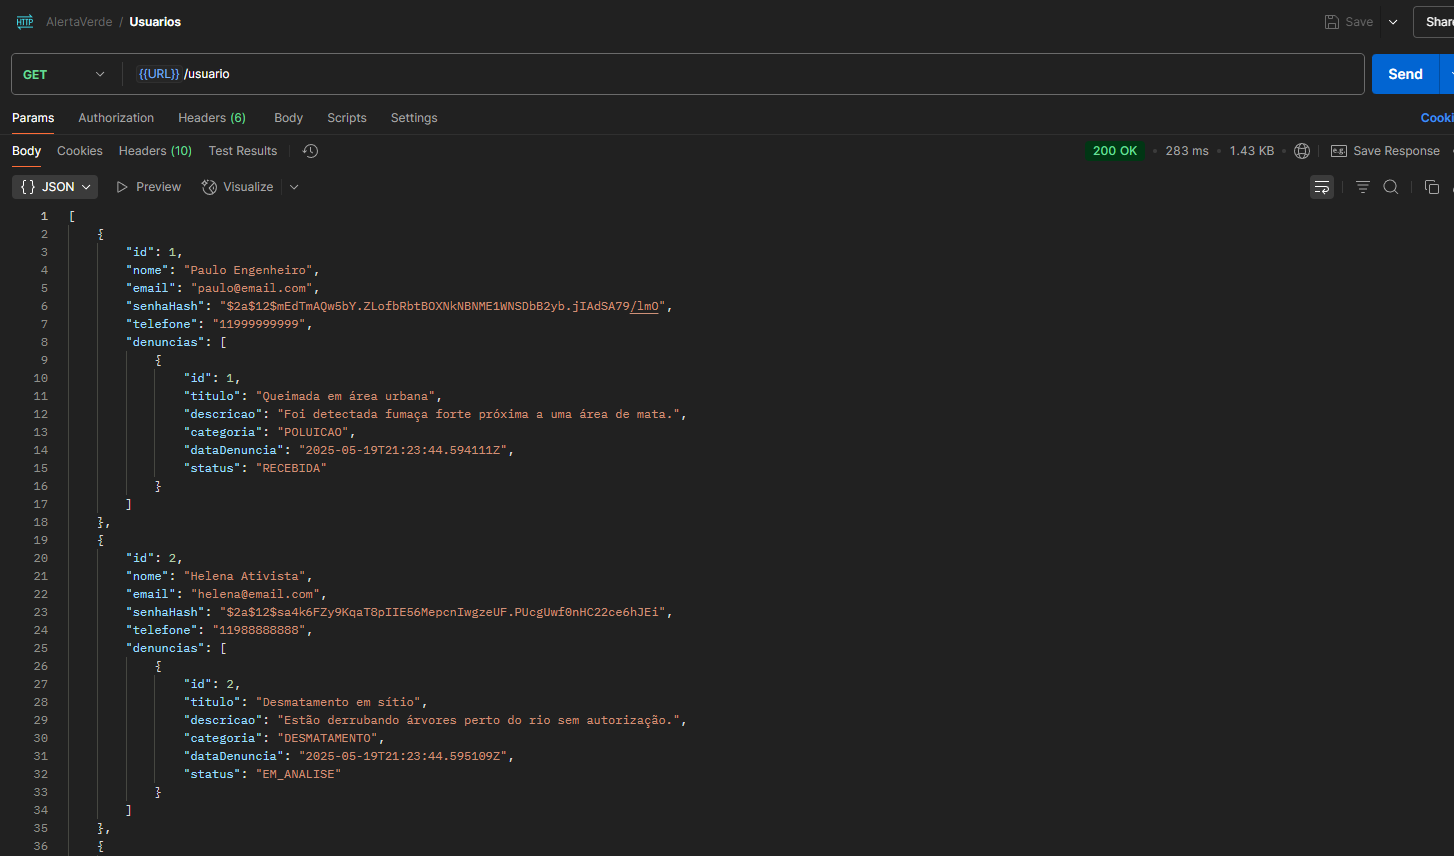 HTTP AlertaVerde / Usuarios Save Share
GET {{URL}} /usuario Send
Params Authorization Headers (6) Body Scripts Settings Cooki
Body Cookies Headers (10) Test Results 200 OK • 283 ms • 1.43 KB • e.g. Save Response
{} JSON Preview Visualize
1 [
2 {
3 "id": 1,
4 "nome": "Paulo Engenheiro",
5 "email": "paulo@email.com",
6 "senhaHash": "$2a$12$mEdTmAQw5bY.ZLofbRbtBOXNkNBNME1WNSDbB2yb.jIAdSA79/lmO",
7 "telefone": "11999999999",
8 "denuncias": [
9 {
10 "id": 1,
11 "titulo": "Queimada em área urbana",
12 "descricao": "Foi detectada fumaça forte próxima a uma área de mata.",
13 "categoria": "POLUICAO",
14 "dataDenuncia": "2025-05-19T21:23:44.594111Z",
15 "status": "RECEBIDA"
16 }
17 ]
18 },
19 {
20 "id": 2,
21 "nome": "Helena Ativista",
22 "email": "helena@email.com",
23 "senhaHash": "$2a$12$sa4k6FZy9KqaT8pIIE56MepcnIwgzeUF.PUcgUwf0nHC22ce6hJEi",
24 "telefone": "11988888888",
25 "denuncias": [
26 {
27 "id": 2,
28 "titulo": "Desmatamento em sítio",
29 "descricao": "Estão derrubando árvores perto do rio sem autorização.",
30 "categoria": "DESMATAMENTO",
31 "dataDenuncia": "2025-05-19T21:23:44.595109Z",
32 "status": "EM_ANALISE"
33 }
34 ]
35 },
36 {